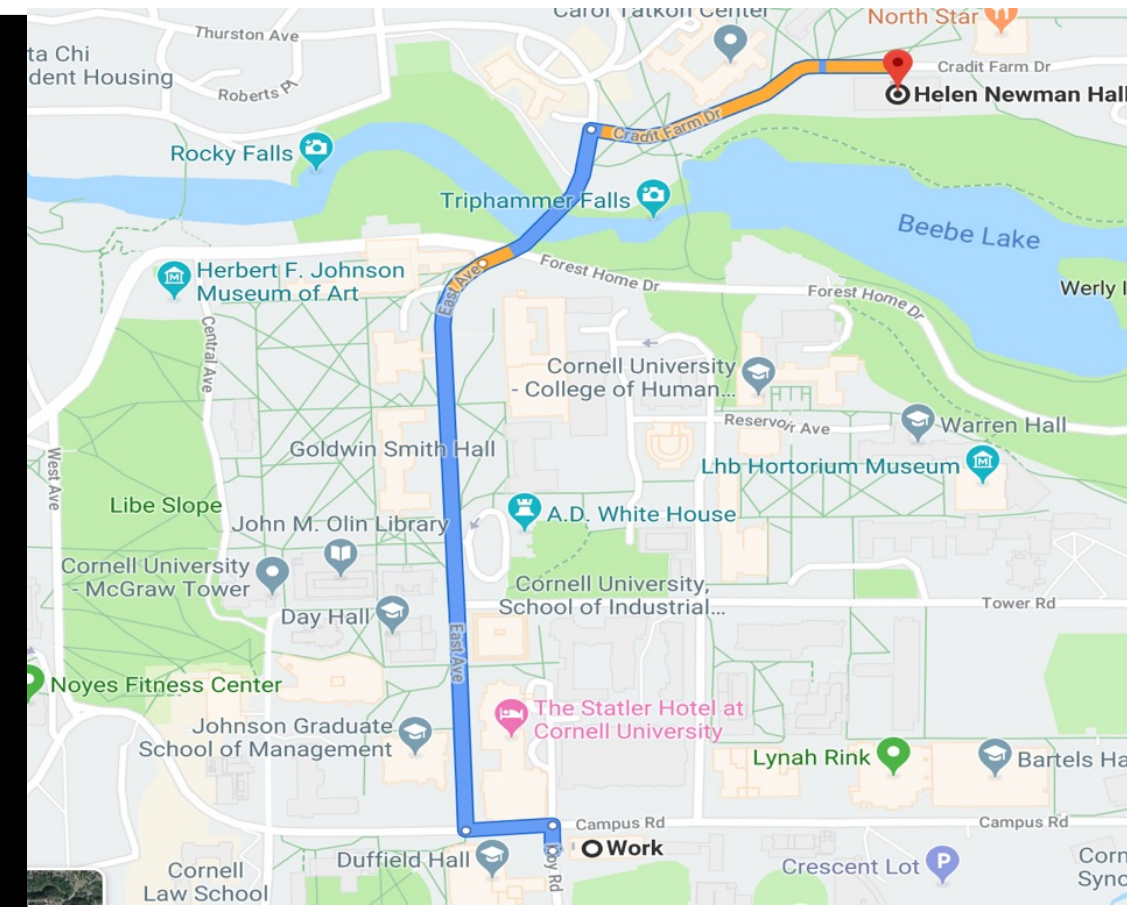 Carol Tatkon Center
North Star
Thurston Ave
ta Chi
dent Housing
Cradit Farm Dr
Roberts Pl
Helen Newman Hall
Cradit Farm Dr
Rocky Falls
Triphammer Falls
Beebe Lake
Herbert F. Johnson
Museum of Art
East Ave
Forest Home Dr
Forest Home Dr
Werly I
Central Ave
Cornell University
- College of Human...
Reservoir Ave
Warren Hall
Goldwin Smith Hall
West Ave
Lhb Hortorium Museum
Libe Slope
John M. Olin Library
A.D. White House
Cornell University
- McGraw Tower
Cornell University,
School of Industrial...
Day Hall
Tower Rd
East Ave
Noyes Fitness Center
The Statler Hotel at
Cornell University
Johnson Graduate
School of Management
Lynah Rink
Bartels Ha
Campus Rd
Campus Rd
Work
Duffield Hall
Hoy Rd
Crescent Lot
P
Cornell
Law School
Corn
Sync